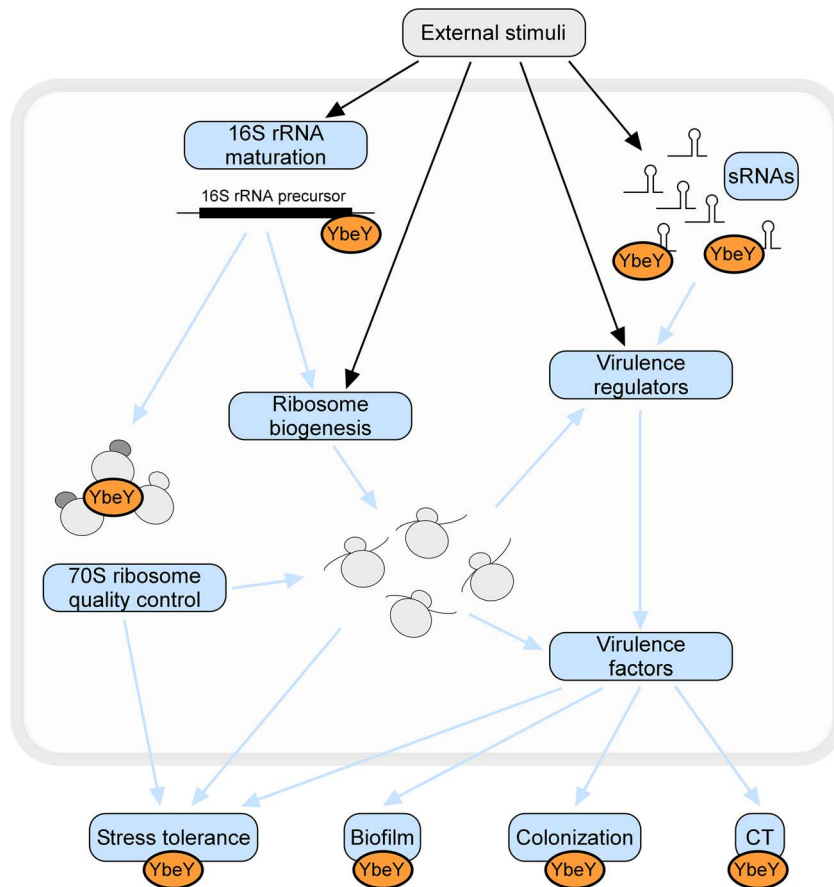 External stimuli
16S rRNA
maturation
16S rRNA precursor
YbeY
sRNAs
YbeY
YbeY
Virulence
regulators
Ribosome
biogenesis
YbeY
70S ribosome
quality control
Virulence
factors
Stress tolerance
YbeY
Biofilm
YbeY
Colonization
YbeY
CT
YbeY